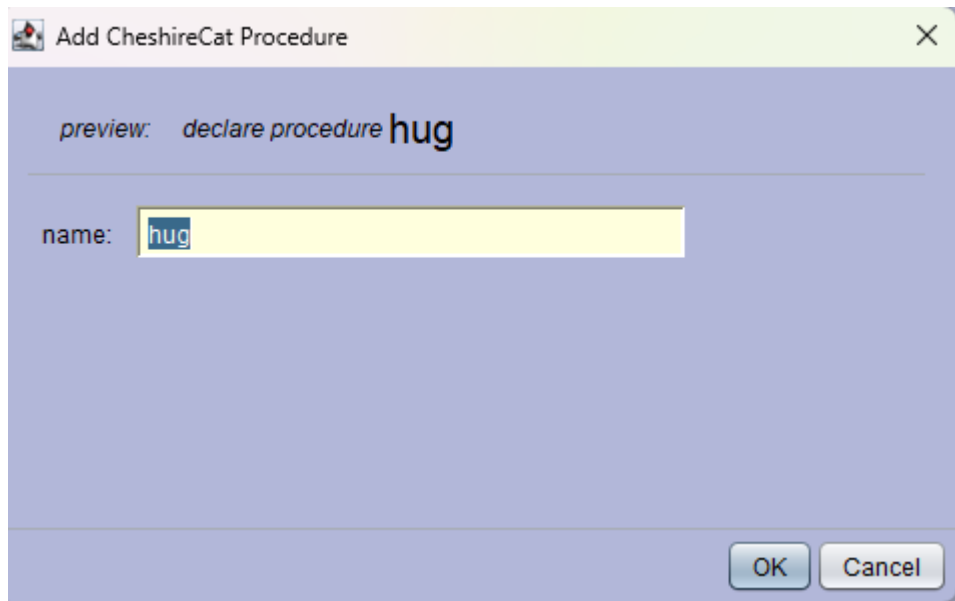 Add CheshireCat Procedure
preview: declare procedure hug
name: hug
OK Cancel